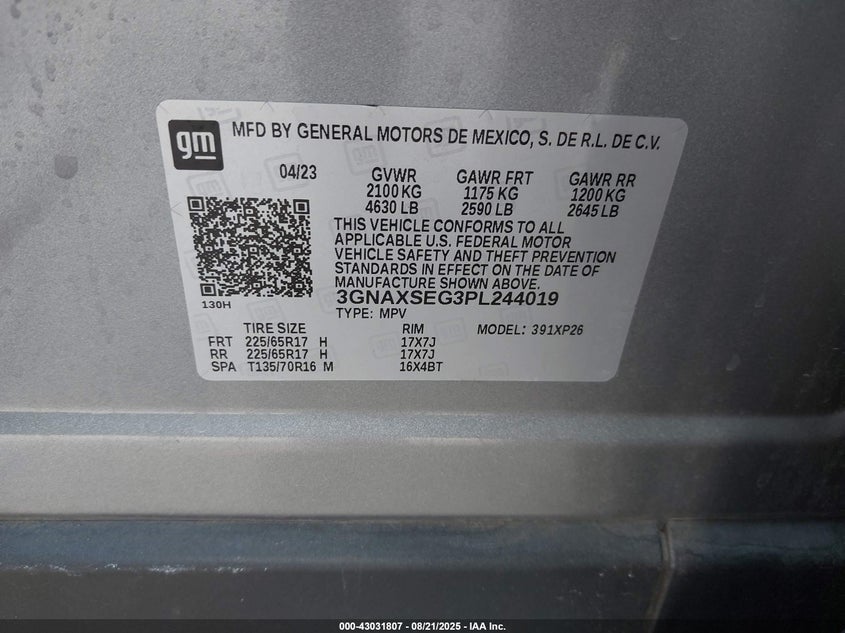 gm
MFD BY GENERAL MOTORS DE MEXICO, S. DE R.L. DE C.V.
04/23
GVWR GAWR FRT GAWR RR
2100 KG 1175 KG 1200 KG
4630 LB 2590 LB 2645 LB
THIS VEHICLE CONFORMS TO ALL
APPLICABLE U.S. FEDERAL MOTOR
VEHICLE SAFETY AND THEFT PREVENTION
STANDARDS IN EFFECT ON THE DATE OF
MANUFACTURE SHOWN ABOVE.
130H
3GNAXSEG3PL244019
TYPE: MPV
TIRE SIZE RIM MODEL: 391XP26
FRT 225/65R17 H 17X7J
RR 225/65R17 H 17X7J
SPA T135/70R16 M 16X4BT
000-43031807 - 08/21/2025 - IAA Inc.